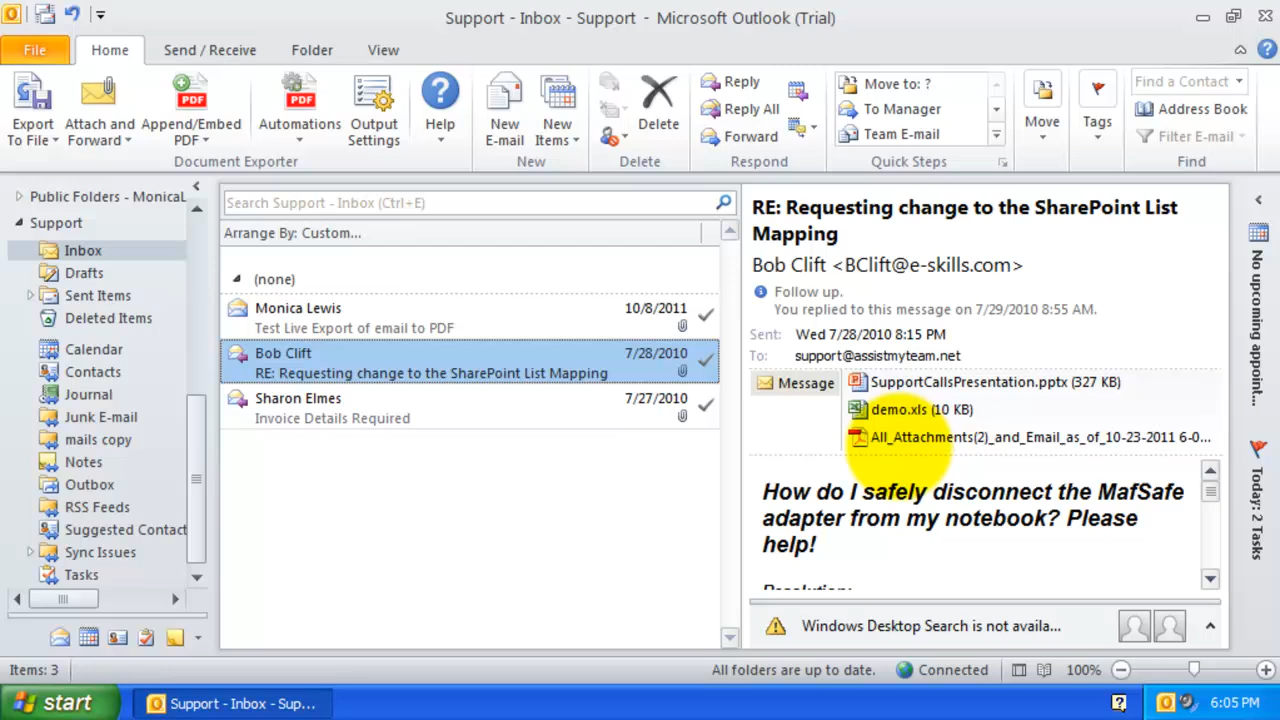 Support - Inbox - Support - Microsoft Outlook (Trial)
File Home Send / Receive Folder View
Export To File
Attach and Forward
Append/Embed PDF
Automations
Output Settings
Help
Document Exporter
New E-mail
New Items
New
Delete
Delete
Reply
Reply All
Forward
Respond
Move to: ?
To Manager
Team E-mail
Quick Steps
Move
Tags
Find a Contact
Address Book
Filter E-mail
Find
Public Folders - MonicaL
Support
Inbox
Drafts
Sent Items
Deleted Items
Calendar
Contacts
Journal
Junk E-mail
mails copy
Notes
Outbox
RSS Feeds
Suggested Contact
Sync Issues
Tasks
Search Support - Inbox (Ctrl+E)
Arrange By: Custom...
(none)
Monica Lewis 10/8/2011
Test Live Export of email to PDF
Bob Clift 7/28/2010
RE: Requesting change to the SharePoint List Mapping
Sharon Elmes 7/27/2010
Invoice Details Required
RE: Requesting change to the SharePoint List
Mapping
Bob Clift <BClift@e-skills.com>
Follow up.
You replied to this message on 7/29/2010 8:55 AM.
Sent: Wed 7/28/2010 8:15 PM
To: support@assistmyteam.net
Message
SupportCallsPresentation.pptx (327 KB)
demo.xls (10 KB)
All_Attachments(2)_and_Email_as_of_10-23-2011 6-0...
How do I safely disconnect the MafSafe
adapter from my notebook? Please
help!
Resolution:
Windows Desktop Search is not availa...
No upcoming appoin...
Today: 2 Tasks
Items: 3 All folders are up to date. Connected 100%
start Support - Inbox - Sup... 6:05 PM